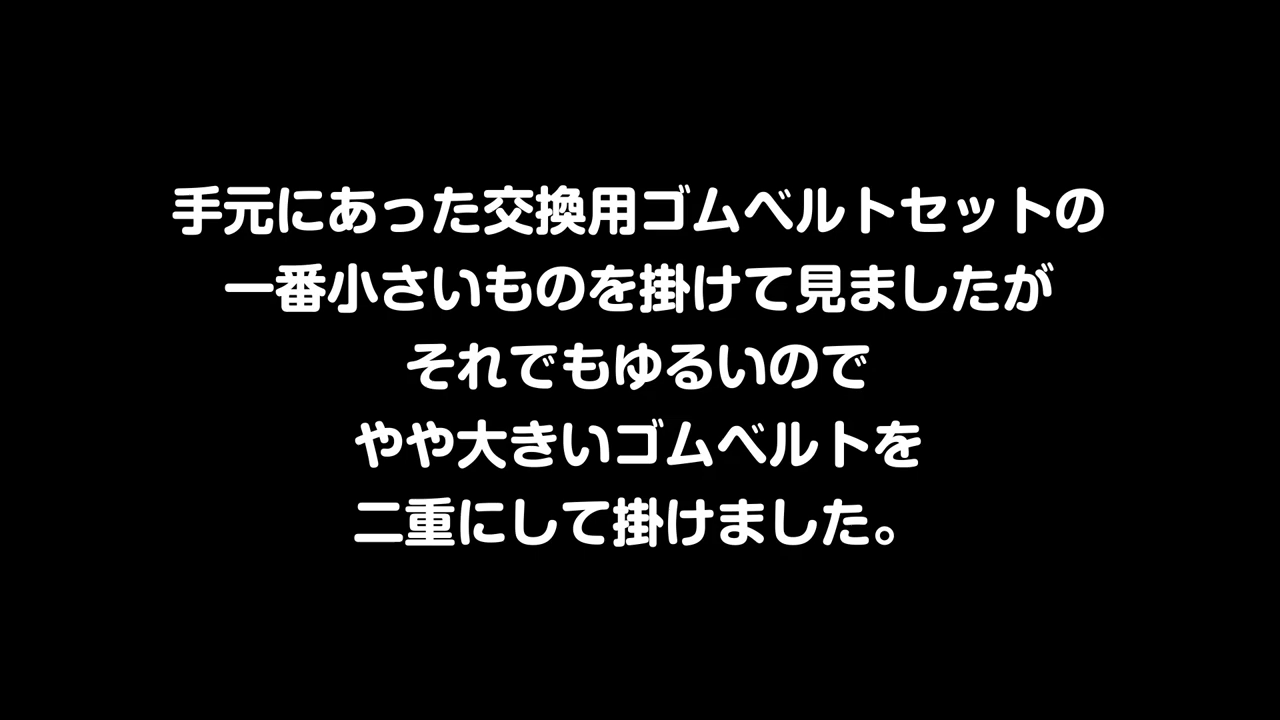 手元にあった交換用ゴムベルトセットの
一番小さいものを掛けて見ましたが
それでもゆるいので
やや大きいゴムベルトを
二重にして掛けました。